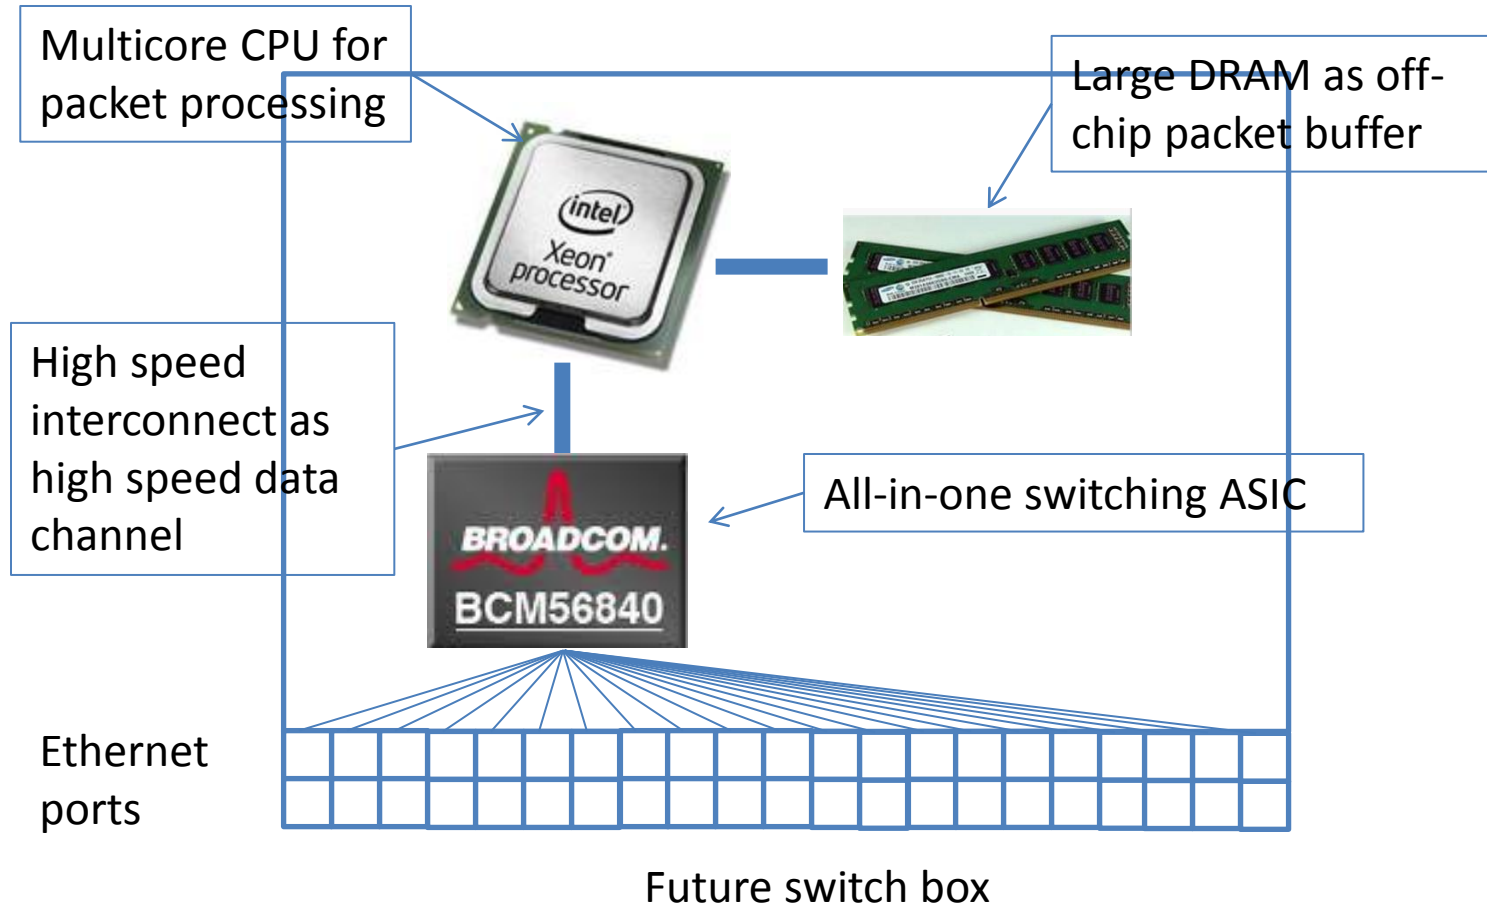 Multicore CPU for
packet processing
Large DRAM as off-
chip packet buffer
intel
Xeon®
processor
High speed
interconnect as
high speed data
channel
BROADCOM.
BCM56840
All-in-one switching ASIC
Ethernet
ports
Future switch box